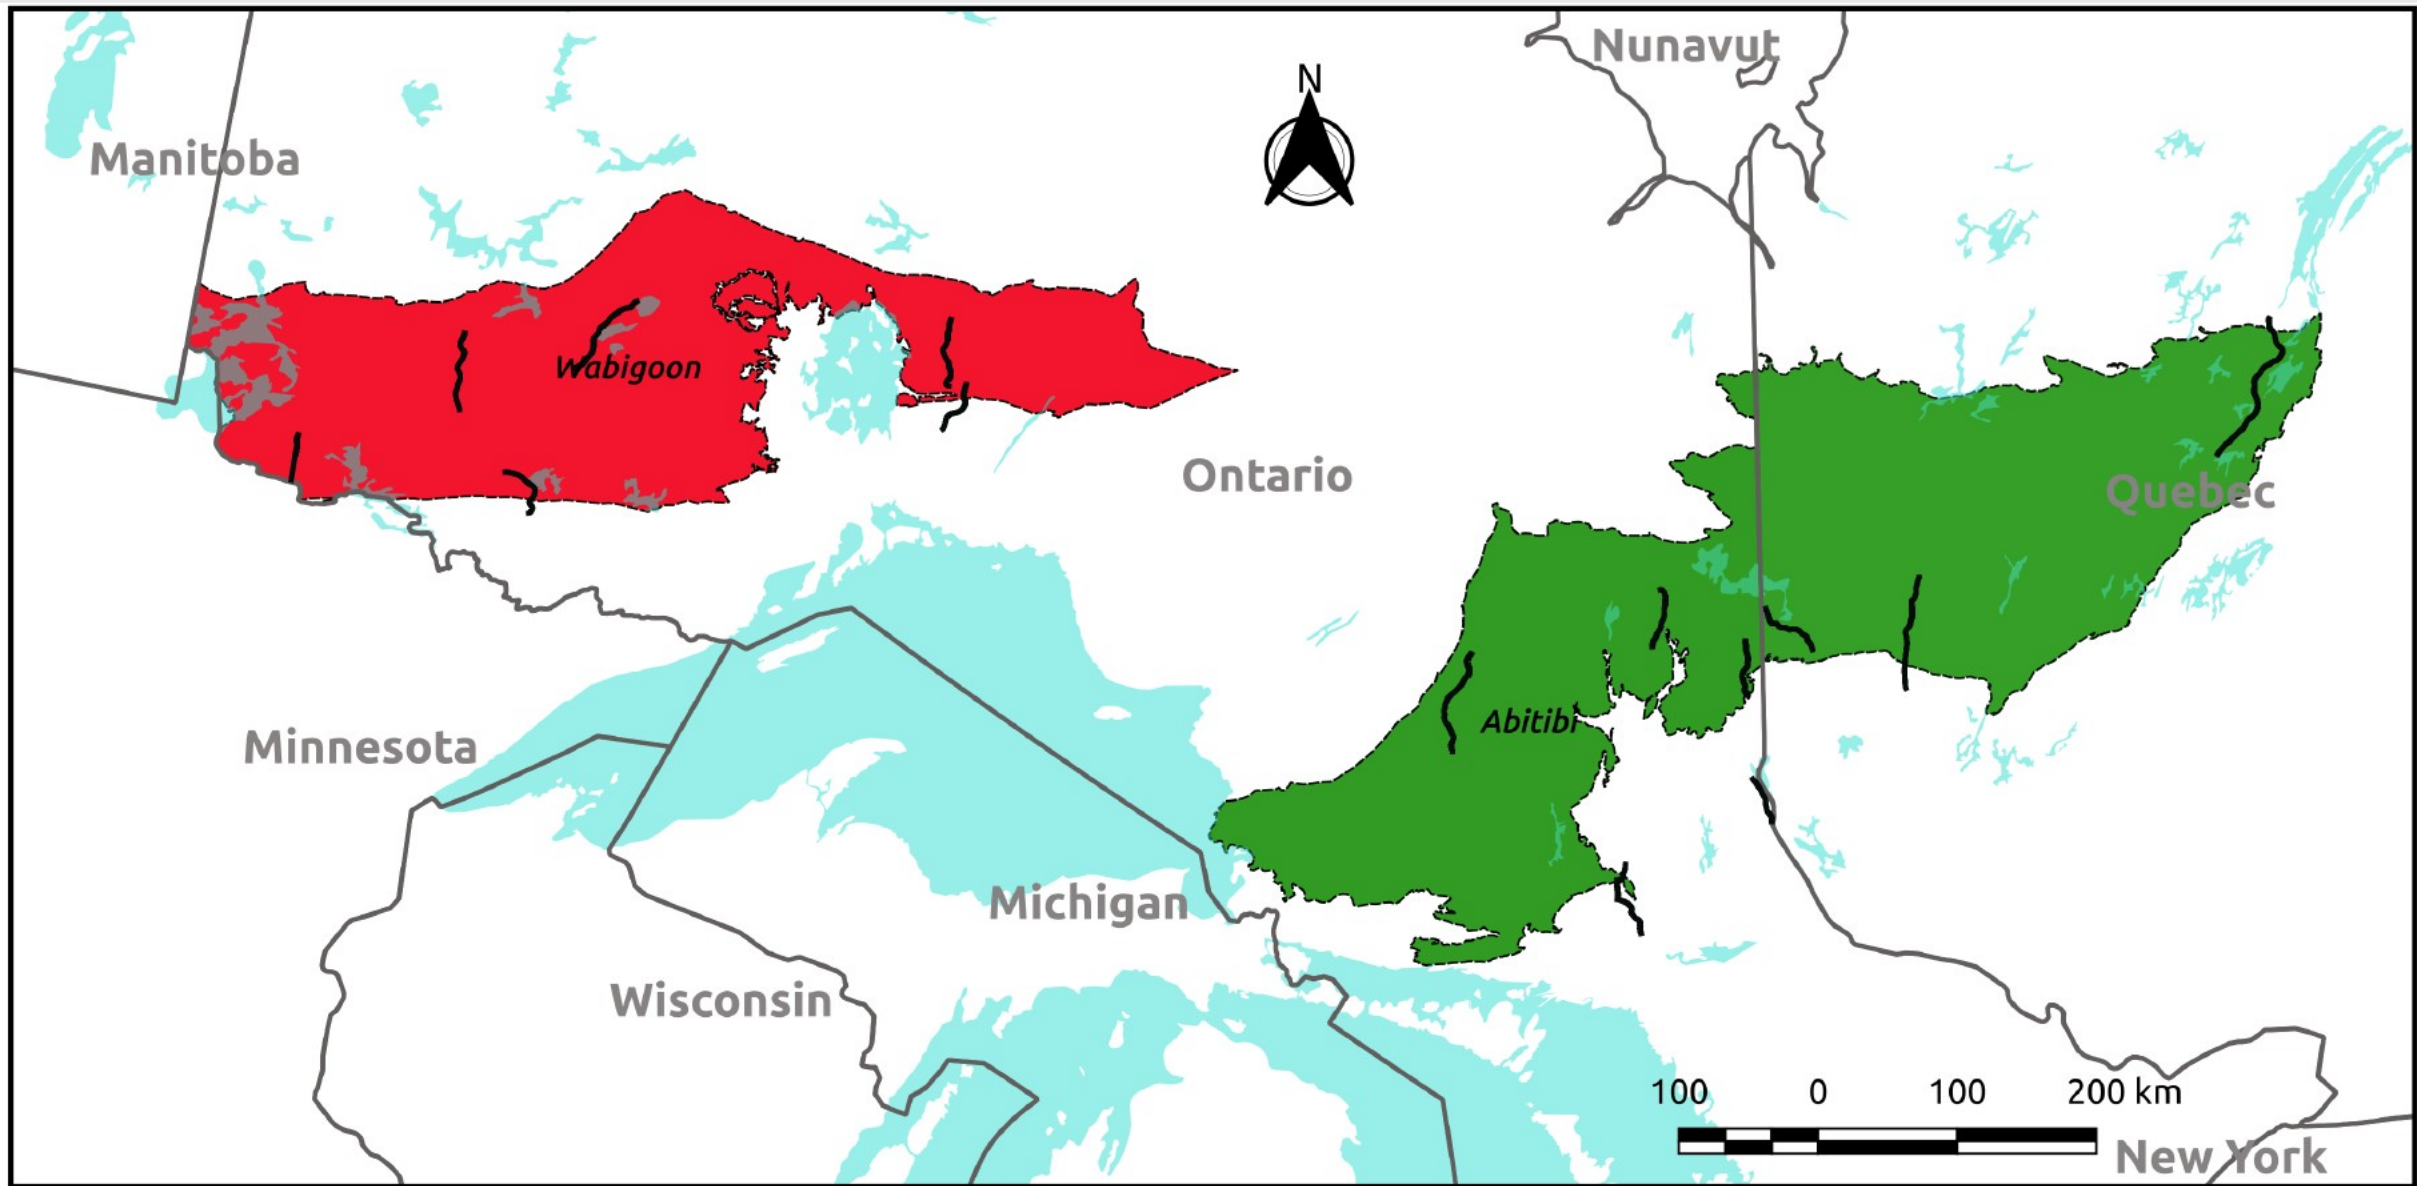 Nunavut
N
Manitoba
Wabigoon
Ontario
Quebec
Abitibi
Minnesota
Michigan
Wisconsin
100 0 100 200 km
New York